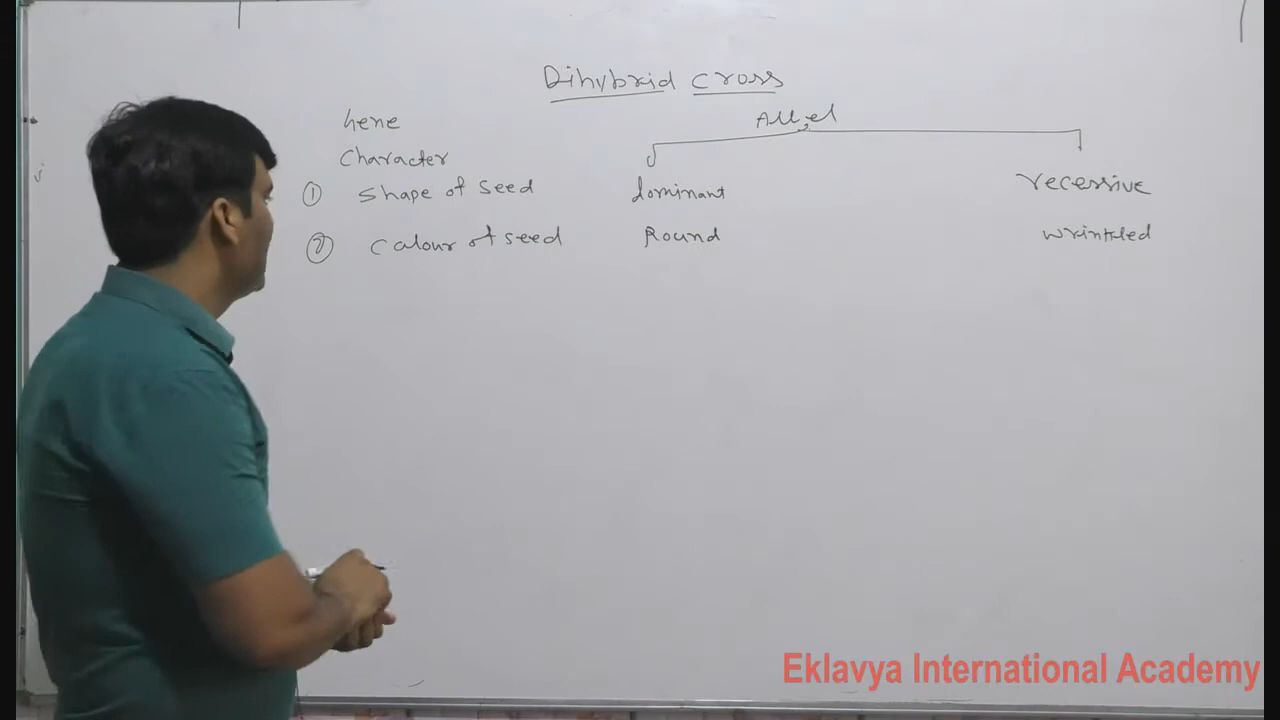 Dihybrid cross
Gene
Allel
Character
① Shape of seed dominant recessive
② Calour of seed Round wrinkled
Eklavya International Academy